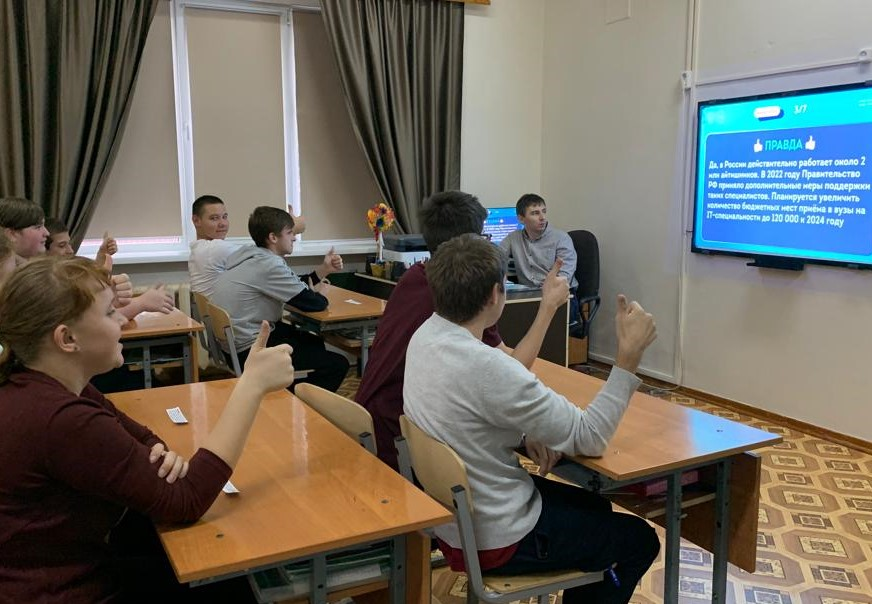 3/7
ПРАВДА
Да, в России действительно работает около 2
млн айтишников. В 2022 году Правительство
РФ приняло дополнительные меры поддержки
таких специалистов. Планируется увеличить
количество бюджетных мест приёма в вузы на
IT-специальности до 120 000 к 2024 году